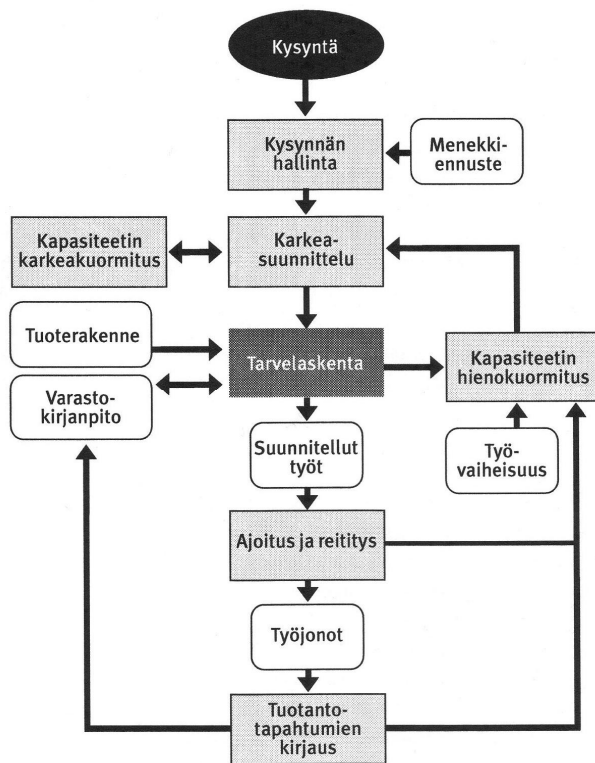 Kysyntä
Kysynnän
hallinta
Menekki-
ennuste
Kapasiteetin
karkeakuormitus
Karkea-
suunnittelu
Tuoterakenne
Tarvelaskenta
Kapasiteetin
hienokuormitus
Varasto-
kirjanpito
Suunnitellut
työt
Työ-
vaiheisuus
Ajoitus ja reititys
Työjonot
Tuotanto-
tapahtumien
kirjaus